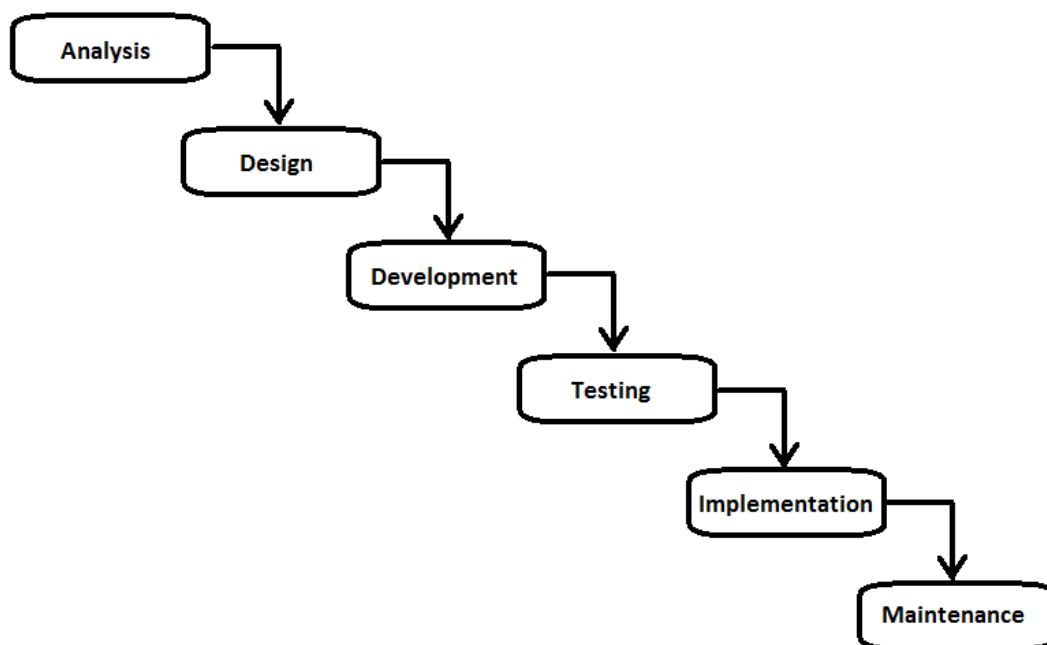 Analysis
Design
Development
Testing
Implementation
Maintenance